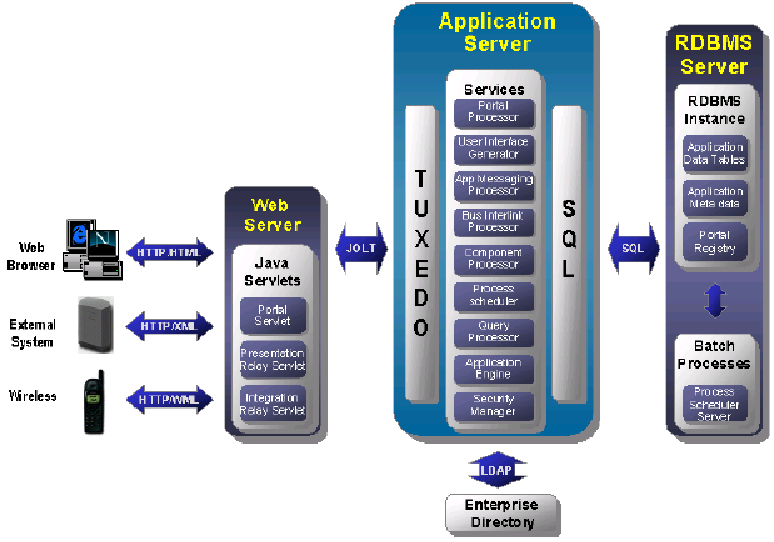 Application
Server
RDBMS
Server
Services
Portal
Processor
User Interface
Generator
App Messaging
Processor
Bus Interlink
Processor
Component
Processor
Process
scheduler
Query
Processor
Application
Engine
Security
Manager
TUXEDO
SQL
RDBMS
Instance
Application
Data Tables
Application
Meta data
Portal
Registry
Batch
Processes
Process
Scheduler
Server
Web
Server
Java
Servlets
Portal
Servlet
Presentation
Relay Servlet
Integration
Relay Servlet
Web
Browser
HTTP/HTML
External
System
HTTP/XML
Wireless
HTTP/WML
JOLT
SQL
LDAP
Enterprise
Directory